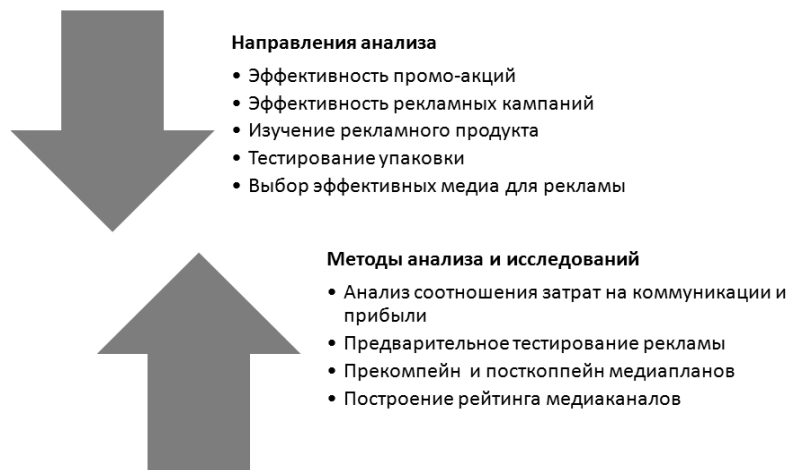 Направления анализа
• Эффективность промо-акций
• Эффективность рекламных кампаний
• Изучение рекламного продукта
• Тестирование упаковки
• Выбор эффективных медиа для рекламы
Методы анализа и исследований
• Анализ соотношения затрат на коммуникации и
прибыли
• Предварительное тестирование рекламы
• Прекомпейн и посткоппейн медиапланов
• Построение рейтинга медиаканалов